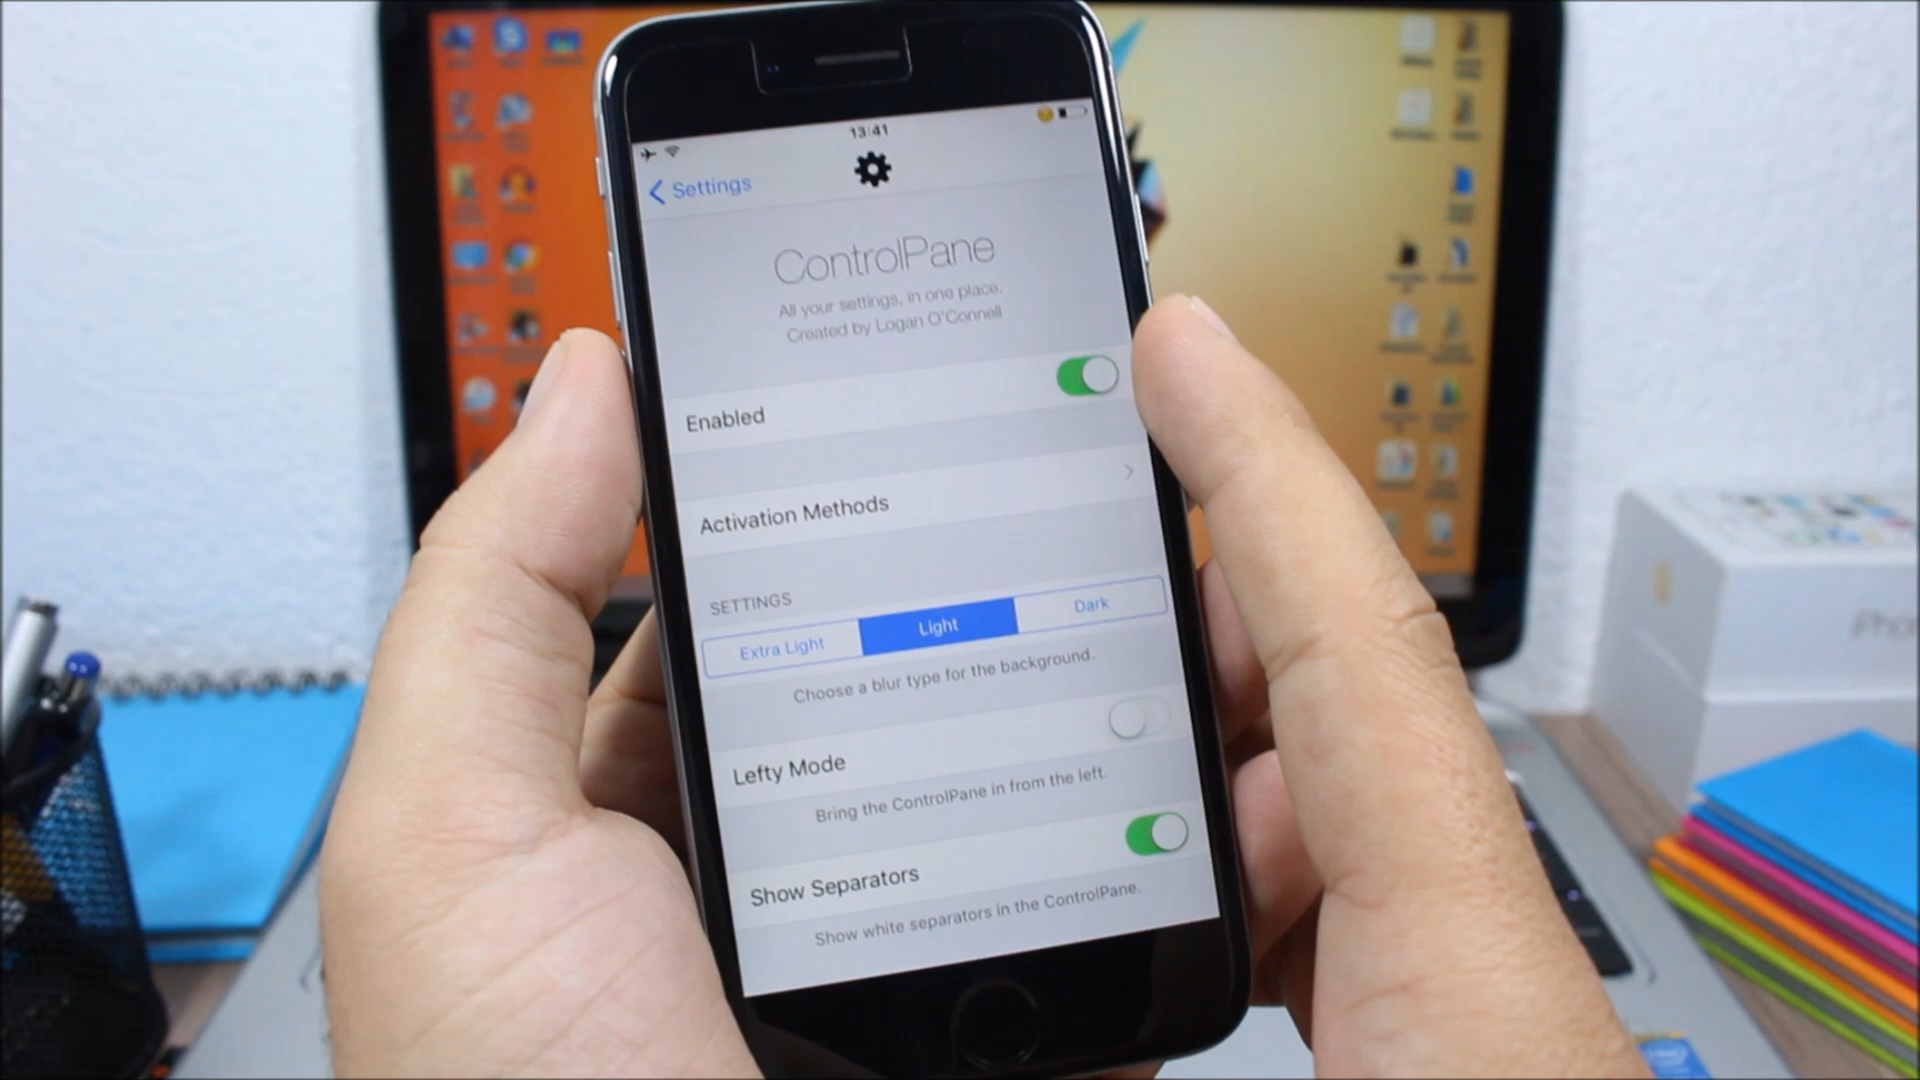 13:41
Settings
ControlPane
All your settings, in one place.
Created by Logan O'Connell
Enabled
Activation Methods
SETTINGS
Extra Light
Light
Dark
Choose a blur type for the background.
Lefty Mode
Bring the ControlPane in from the left.
Show Separators
Show white separators in the ControlPane.